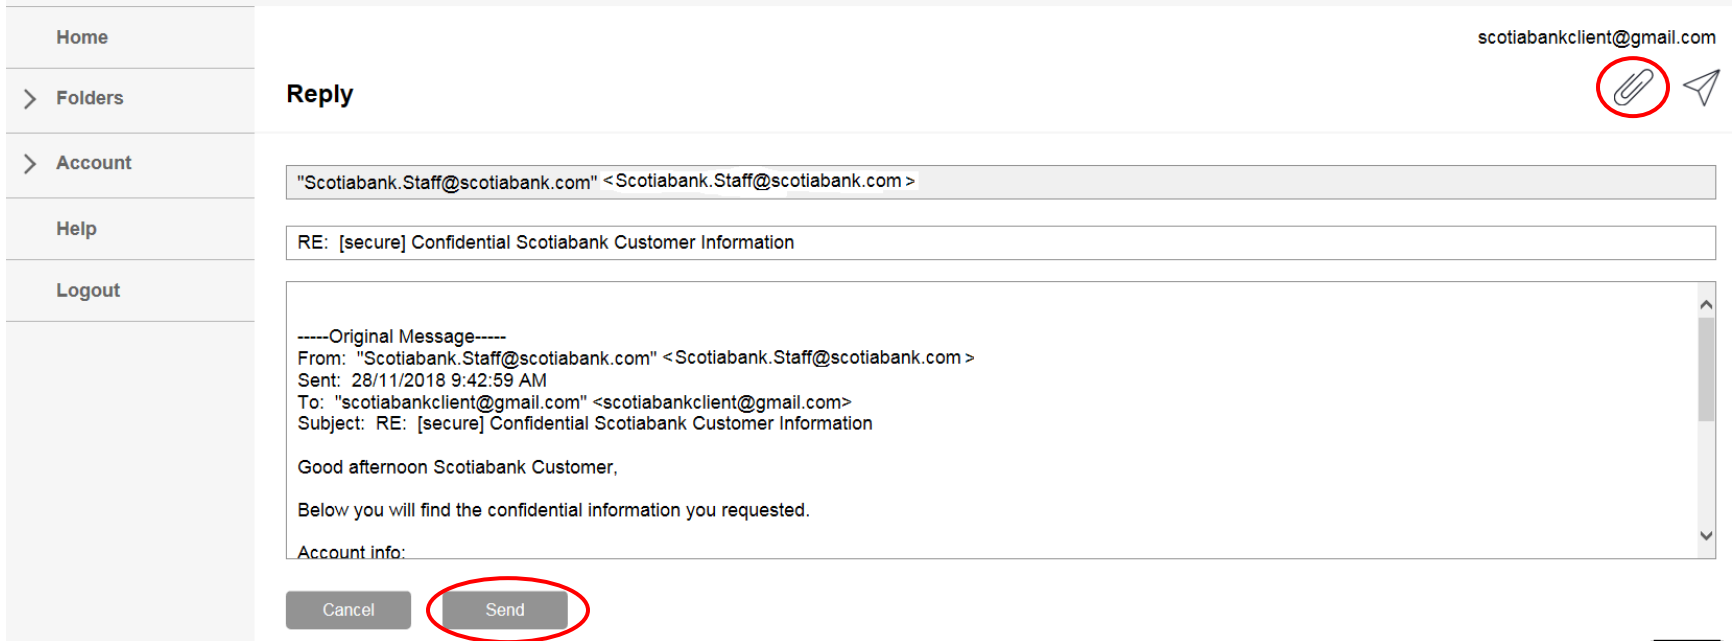 Home
Folders
Account
Help
Logout
scotiabankclient@gmail.com
Reply
"Scotiabank.Staff@scotiabank.com" <Scotiabank.Staff@scotiabank.com>
RE:  [secure] Confidential Scotiabank Customer Information
-----Original Message-----
From:  "Scotiabank.Staff@scotiabank.com" <Scotiabank.Staff@scotiabank.com>
Sent:  28/11/2018 9:42:59 AM
To:  "scotiabankclient@gmail.com" <scotiabankclient@gmail.com>
Subject:  RE:  [secure] Confidential Scotiabank Customer Information
Good afternoon Scotiabank Customer,
Below you will find the confidential information you requested.
Account info:
Cancel
Send